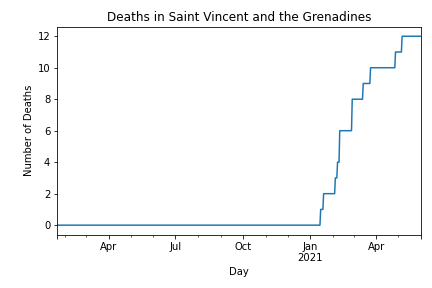 Deaths in Saint Vincent and the Grenadines
12
10
8
6
4
2
0
Number of Deaths
Apr
Jul
Oct
Jan
2021
Apr
Day